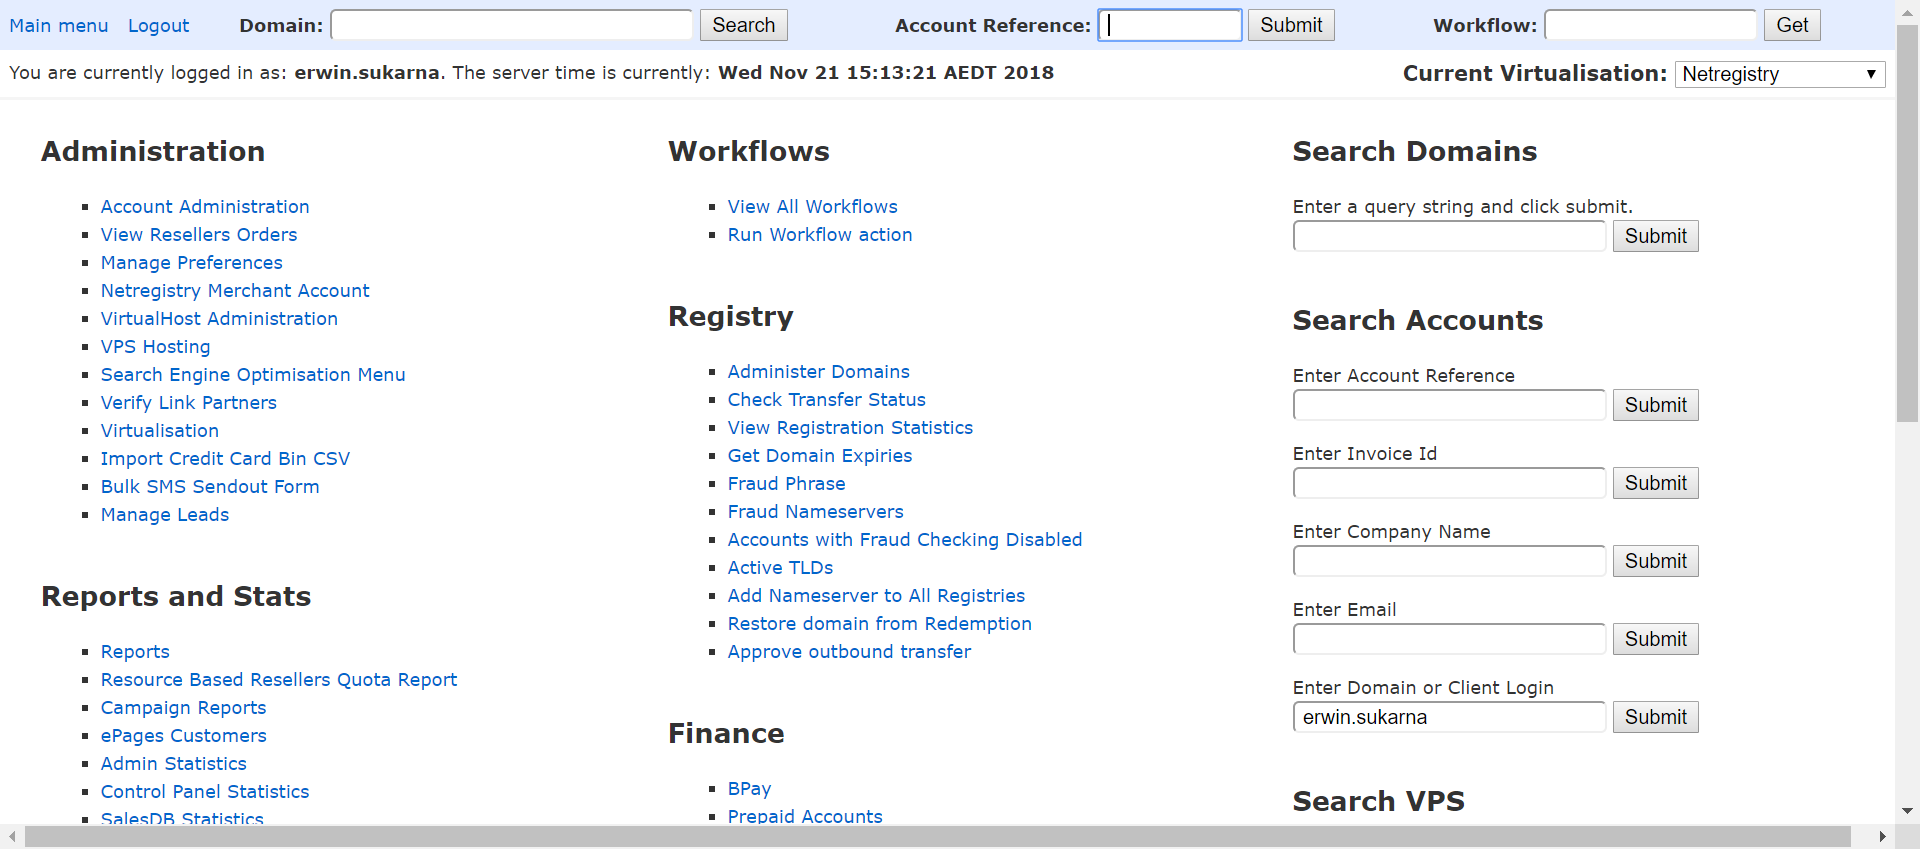 Main menu Logout Domain: Search Account Reference: Submit Workflow: Get
You are currently logged in as: erwin.sukarna. The server time is currently: Wed Nov 21 15:13:21 AEDT 2018 Current Virtualisation: Netregistry
Administration
Account Administration
View Resellers Orders
Manage Preferences
Netregistry Merchant Account
VirtualHost Administration
VPS Hosting
Search Engine Optimisation Menu
Verify Link Partners
Virtualisation
Import Credit Card Bin CSV
Bulk SMS Sendout Form
Manage Leads
Reports and Stats
Reports
Resource Based Resellers Quota Report
Campaign Reports
ePages Customers
Admin Statistics
Control Panel Statistics
SalesDB Statistics
Workflows
View All Workflows
Run Workflow action
Registry
Administer Domains
Check Transfer Status
View Registration Statistics
Get Domain Expiries
Fraud Phrase
Fraud Nameservers
Accounts with Fraud Checking Disabled
Active TLDs
Add Nameserver to All Registries
Restore domain from Redemption
Approve outbound transfer
Finance
BPay
Prepaid Accounts
Search Domains
Enter a query string and click submit.
Submit
Search Accounts
Enter Account Reference
Submit
Enter Invoice Id
Submit
Enter Company Name
Submit
Enter Email
Submit
Enter Domain or Client Login
erwin.sukarna Submit
Search VPS